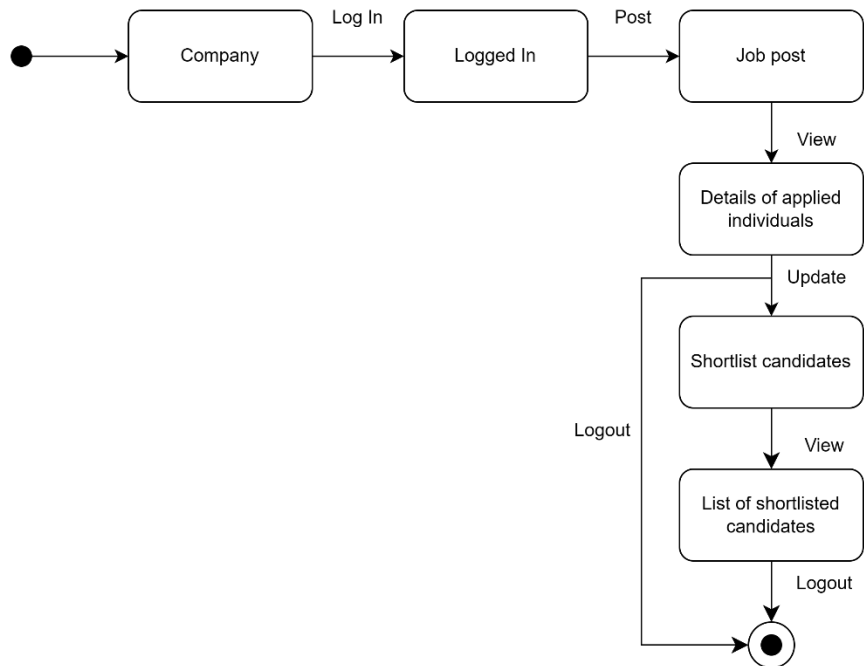 Log In
Post
Company
Logged In
Job post
View
Details of applied
individuals
Update
Shortlist candidates
Logout
View
List of shortlisted
candidates
Logout